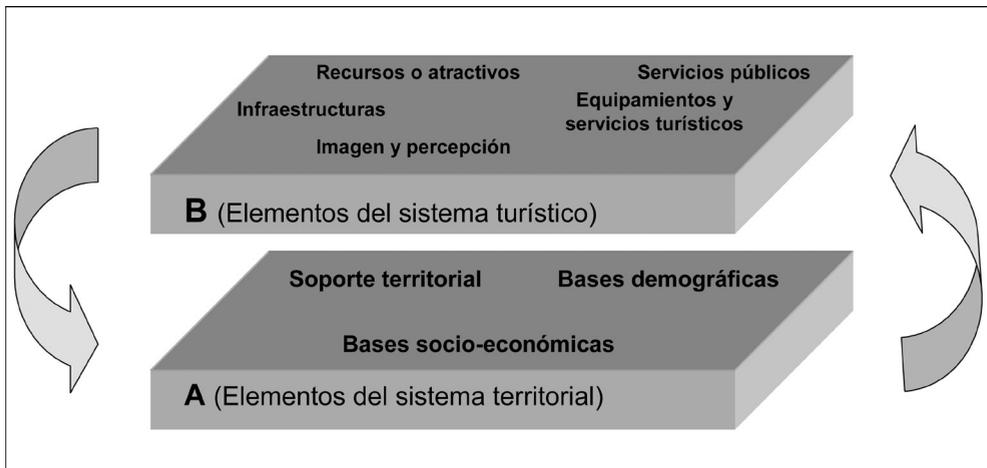 Recursos o atractivos
Servicios públicos
Infraestructuras
Equipamientos y
servicios turísticos
Imagen y percepción
B (Elementos del sistema turístico)
Soporte territorial
Bases demográficas
Bases socio-económicas
A (Elementos del sistema territorial)